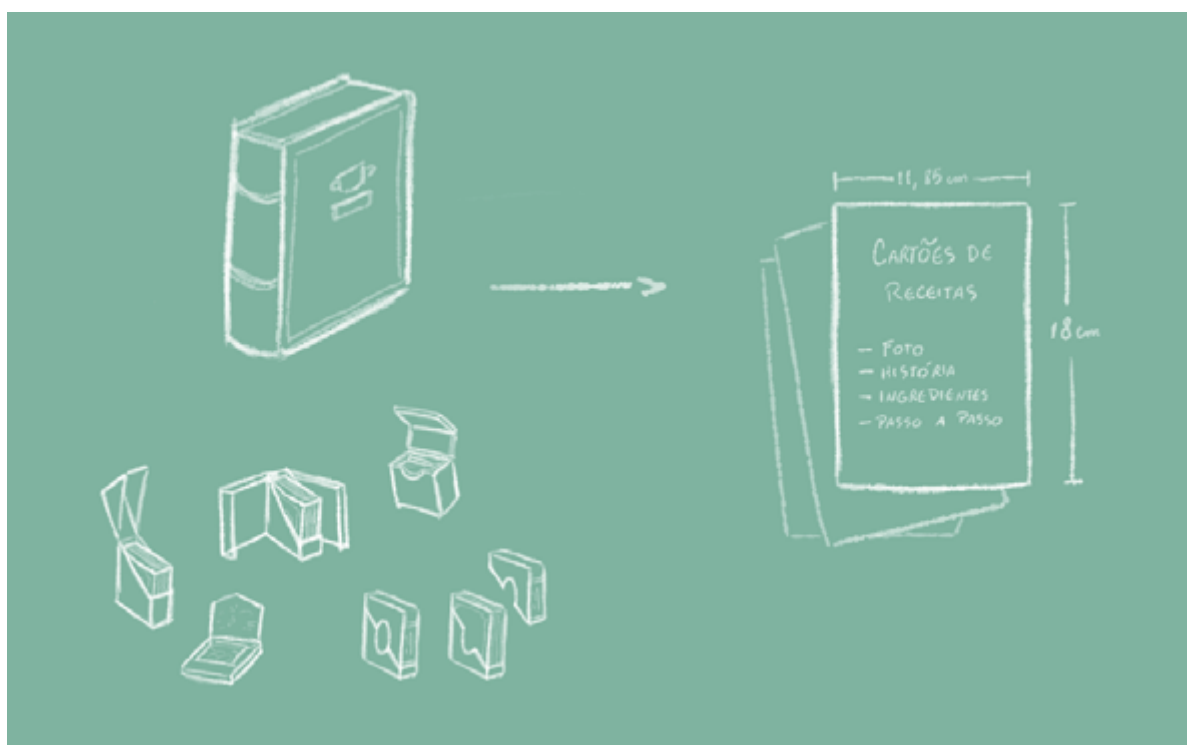 11,85 cm
CARTÕES DE
RECEITAS
18 cm
- FOTO
- HISTÓRIA
- INGREDIENTES
- PASSO A PASSO